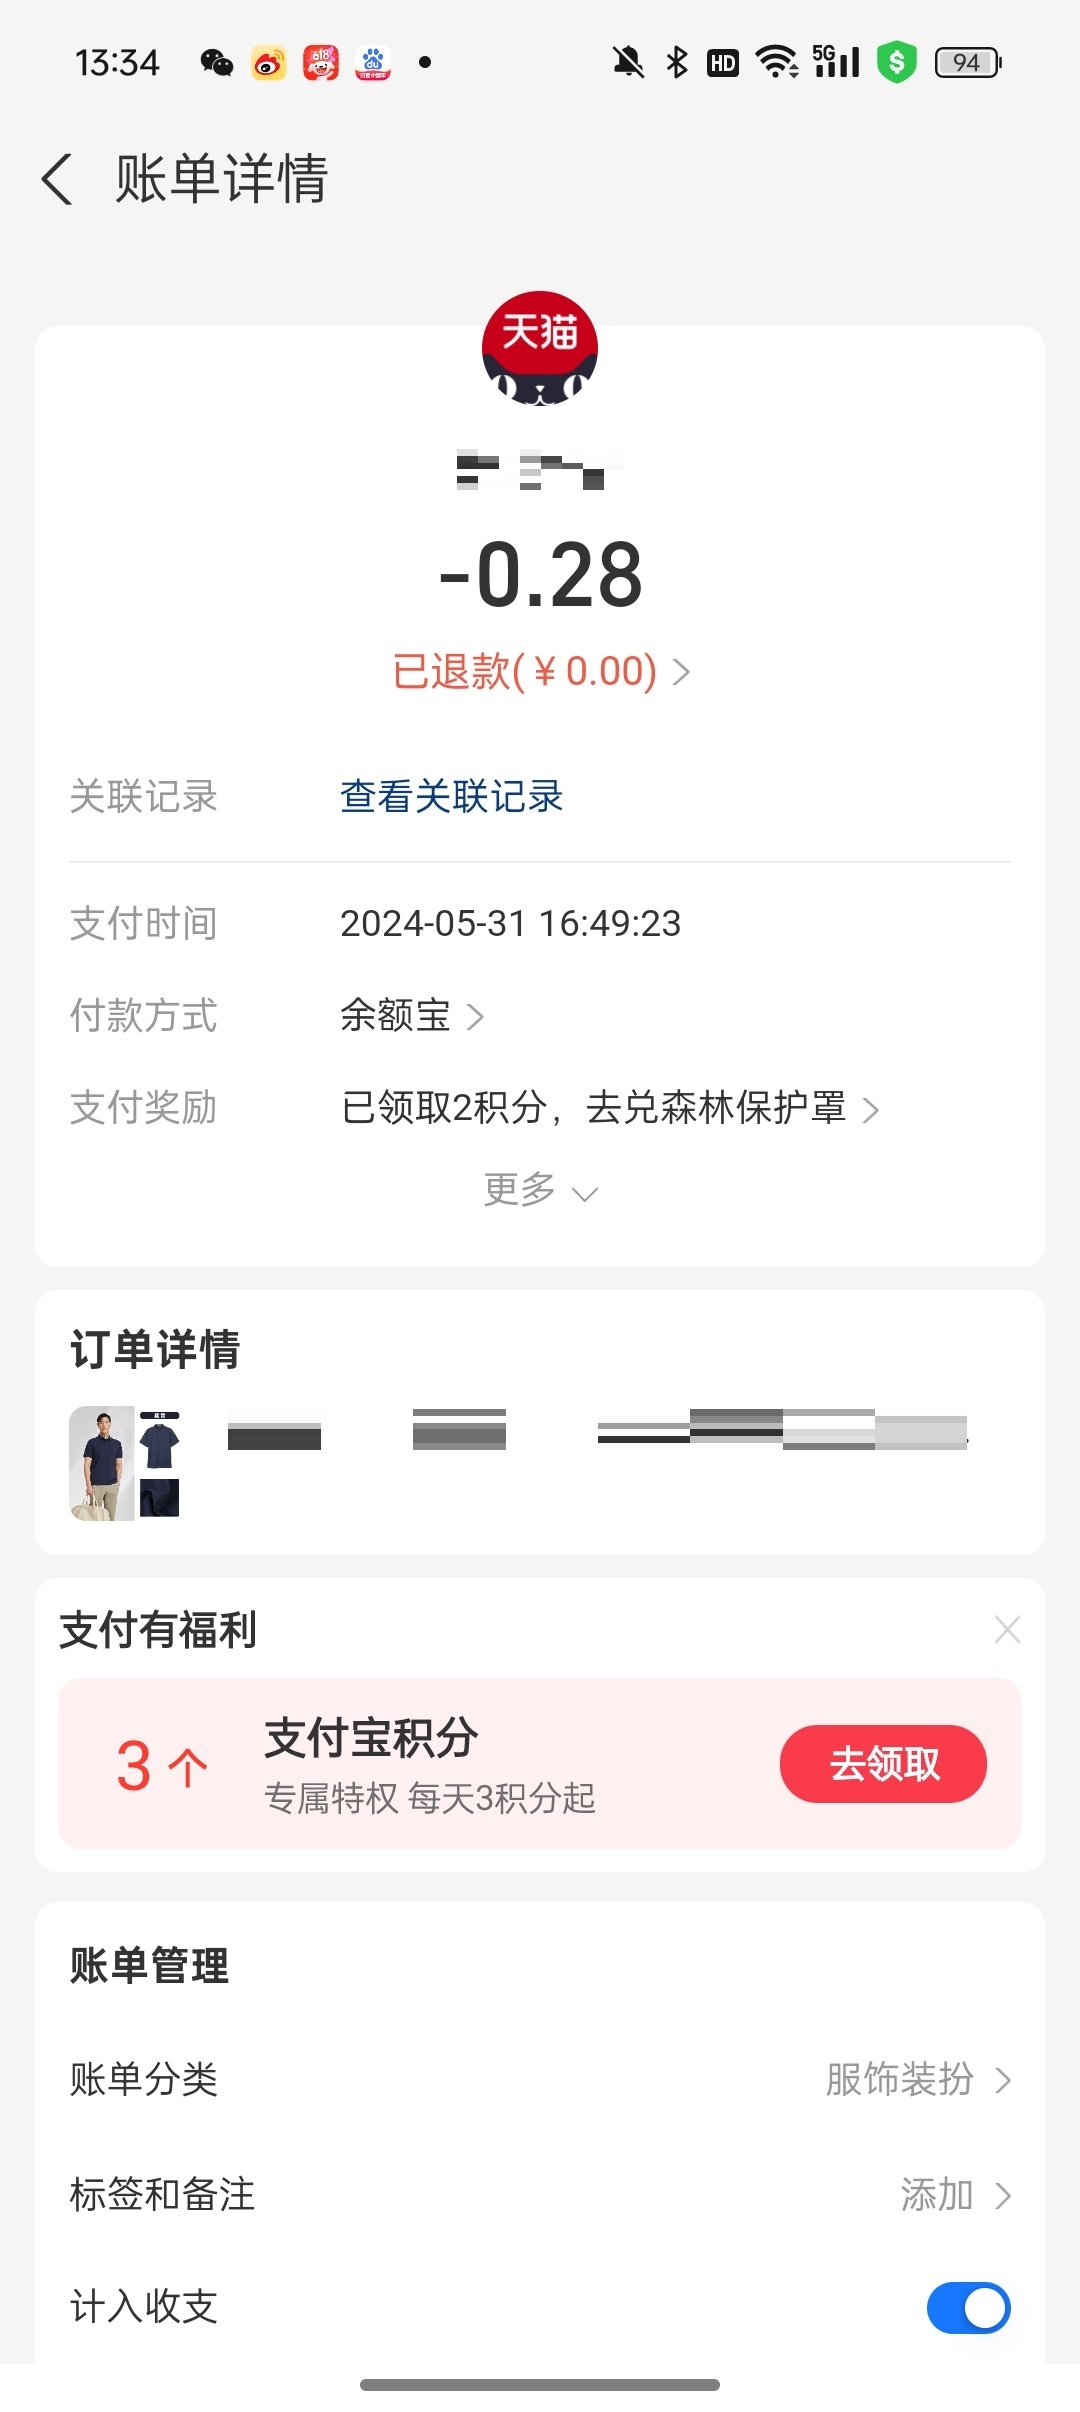 13:34
HD
5G
94
账单详情
天猫
-0.28
已退款(¥0.00)
关联记录 查看关联记录
支付时间 2024-05-31 16:49:23
付款方式 余额宝
支付奖励 已领取2积分，去兑森林保护罩
更多
订单详情
支付有福利
3个
支付宝积分
专属特权 每天3积分起
去领取
账单管理
账单分类 服饰装扮
标签和备注 添加
计入收支